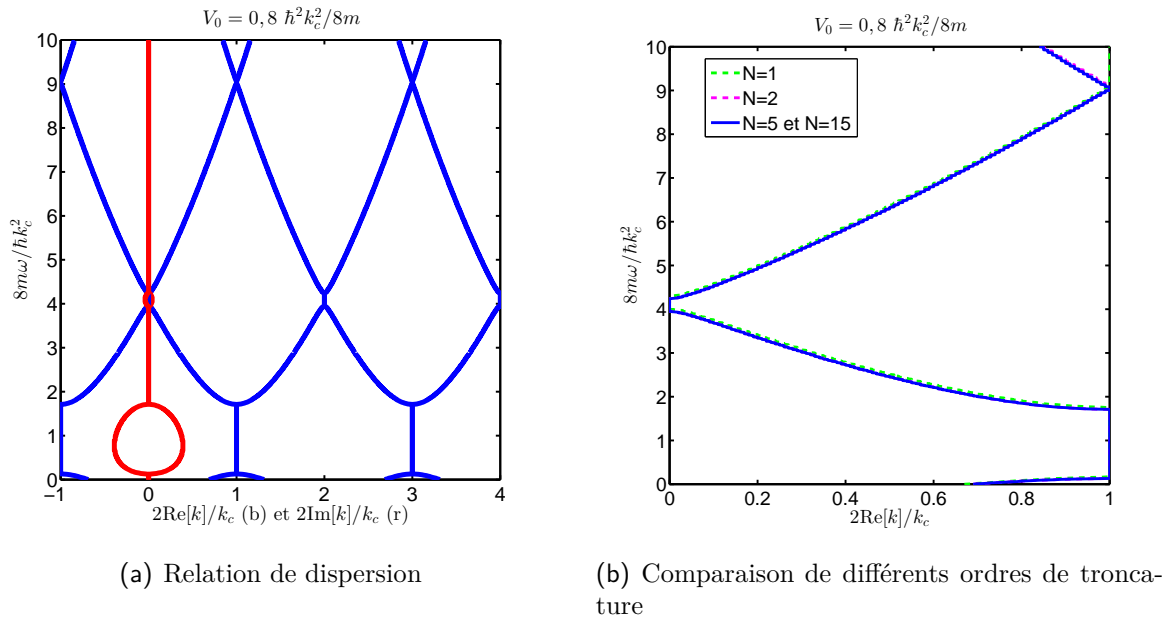 V₀ = 0, 8 ℏ²k_c²/8m
10
9
8
7
6
5
4
3
2
1
0
8mω/ℏk_c²
−1 0 1 2 3 4
2Re[k]/k_c (b) et 2Im[k]/k_c (r)
(a) Relation de dispersion
V₀ = 0, 8 ℏ²k_c²/8m
N=1
N=2
N=5 et N=15
10
9
8
7
6
5
4
3
2
1
0
8mω/ℏk_c²
0 0.2 0.4 0.6 0.8 1
2Re[k]/k_c
(b) Comparaison de différents ordres de tronca-
ture